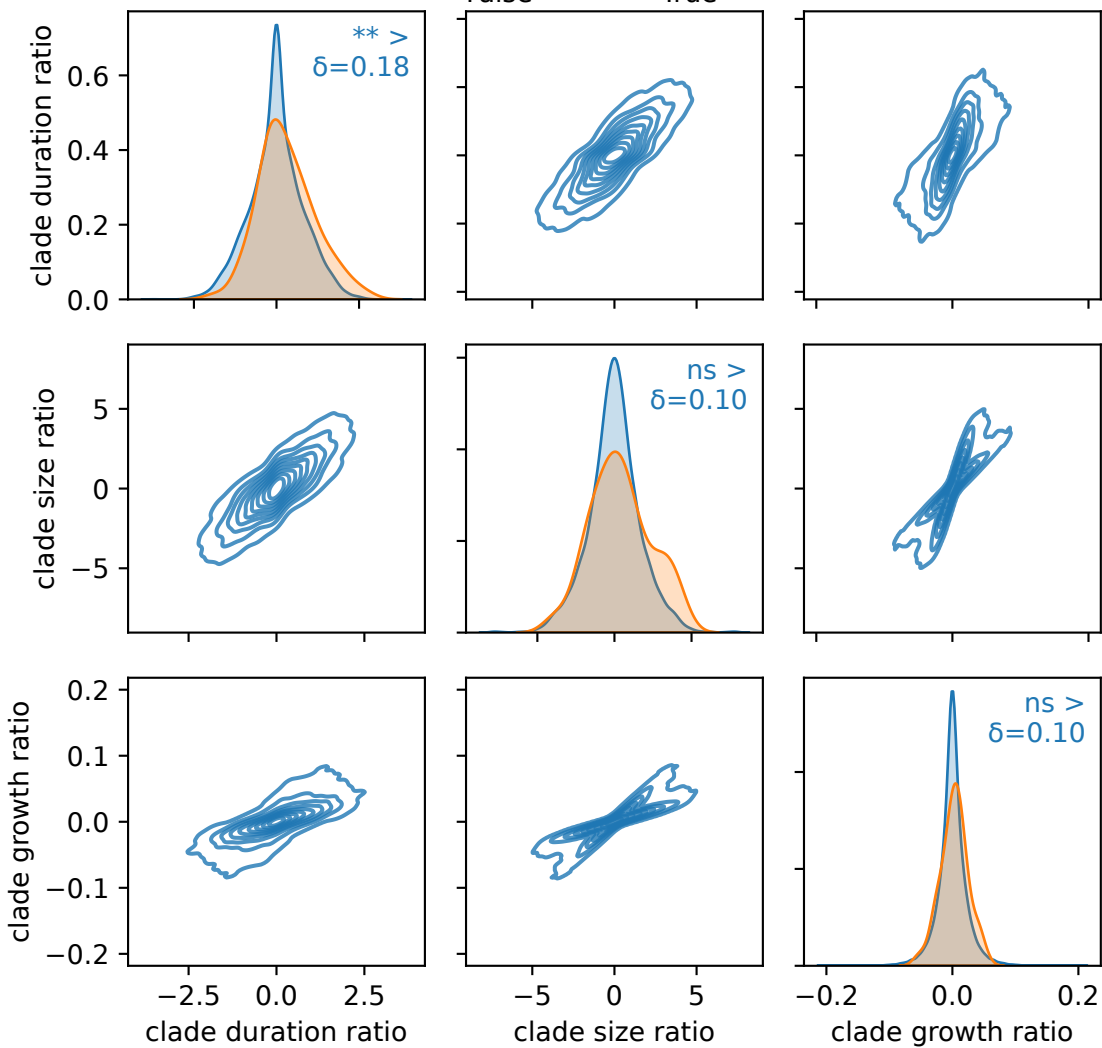 clade duration ratio
0.6
0.4
0.2
0.0
** >
δ=0.18
clade size ratio
5
0
−5
ns >
δ=0.10
clade growth ratio
0.2
0.1
0.0
−0.1
−0.2
ns >
δ=0.10
−2.5 0.0 2.5
clade duration ratio
−5 0 5
clade size ratio
−0.2 0.0 0.2
clade growth ratio